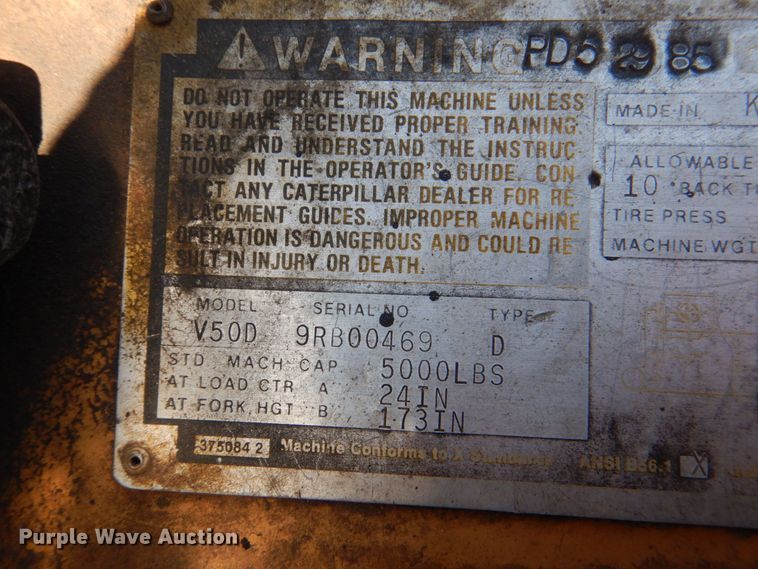 WARNING PD5 29 85
DO NOT OPERATE THIS MACHINE UNLESS
YOU HAVE RECEIVED PROPER TRAINING.
READ AND UNDERSTAND THE INSTRUC
TIONS IN THE OPERATOR'S GUIDE. CON
TACT ANY CATERPILLAR DEALER FOR RE
PLACEMENT GUIDES. IMPROPER MACHINE
OPERATION IS DANGEROUS AND COULD RE
SULT IN INJURY OR DEATH.
MODEL SERIAL NO TYPE
V50D 9RB00469 D
STD. MACH CAP 5000LBS
AT LOAD CTR A 24IN
AT FORK HGT B 173IN
375684 2 Machine Conforms to X Standard ANSI B56.1 X
MADE IN K
ALLOWABLE
10 BACK
TIRE PRESS
MACHINE WGT
Purple Wave Auction